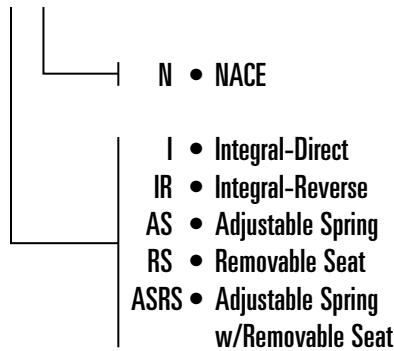 N • NACE
I • Integral-Direct
IR • Integral-Reverse
AS • Adjustable Spring
RS • Removable Seat
ASRS • Adjustable Spring
w/Removable Seat